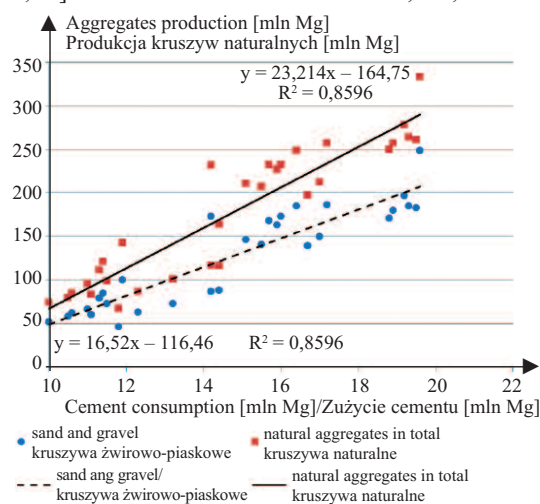 Aggregates production [mln Mg]
Produkcja kruszyw naturalnych [mln Mg]
350
y = 23,214x – 164,75
R² = 0,8596
300
250
200
150
100
50
y = 16,52x – 116,46 R² = 0,8596
0
10 12 14 16 18 20 22
Cement consumption [mln Mg]/Zużycie cementu [mln Mg]
sand and gravel
kruszywa żwirowo-piaskowe
natural aggregates in total
kruszywa naturalne
sand ang gravel/
kruszywa żwirowo-piaskowe
natural aggregates in total
kruszywa naturalne